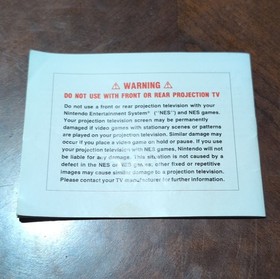 ⚠ WARNING ⚠
DO NOT USE WITH FRONT OR REAR PROJECTION TV
Do not use a front or rear projection television with your
Nintendo Entertainment System® ("NES") and NES games.
Your projection television screen may be permanently
damaged if video games with stationary scenes or patterns
are played on your projection television. Similar damage may
occur if you place a video game on hold or pause. If you use
your projection television with NES games, Nintendo will not
be liable for any damage. This situation is not caused by a
defect in the NES or NES games; other fixed or repetitive
images may cause similar damage to a projection television.
Please contact your TV manufacturer for further information.